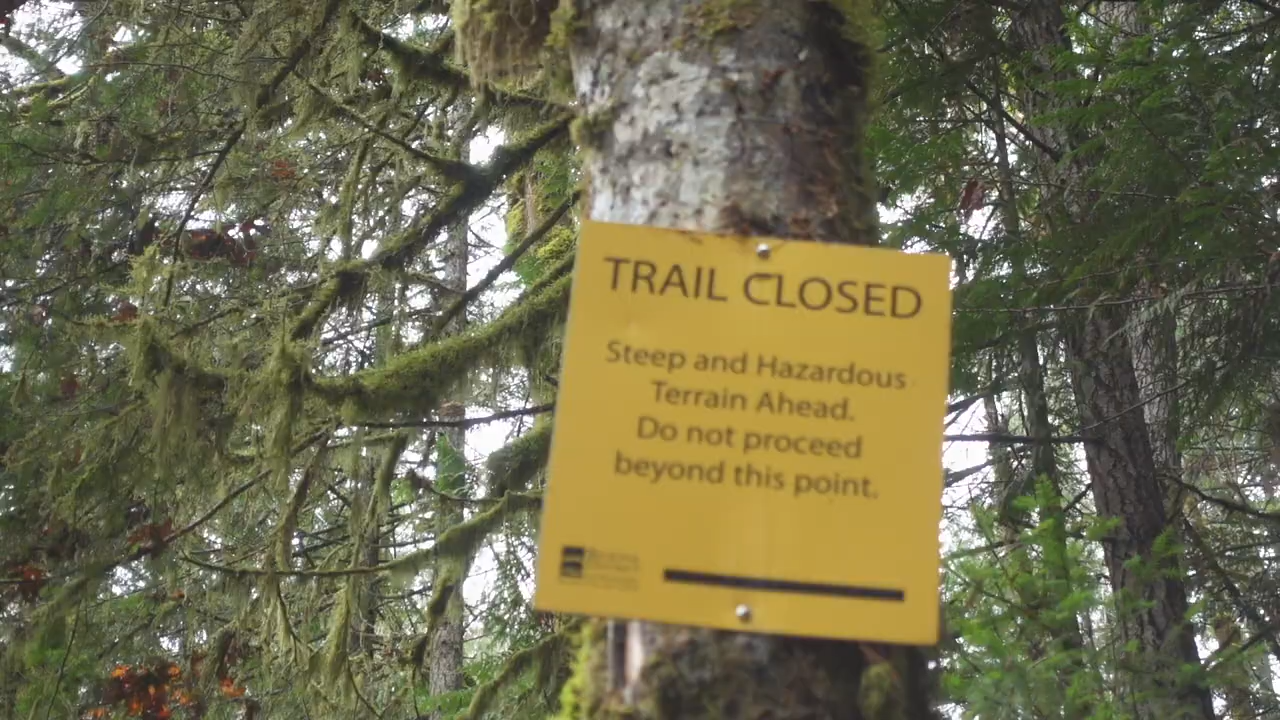 TRAIL CLOSED
Steep and Hazardous
Terrain Ahead.
Do not proceed
beyond this point.